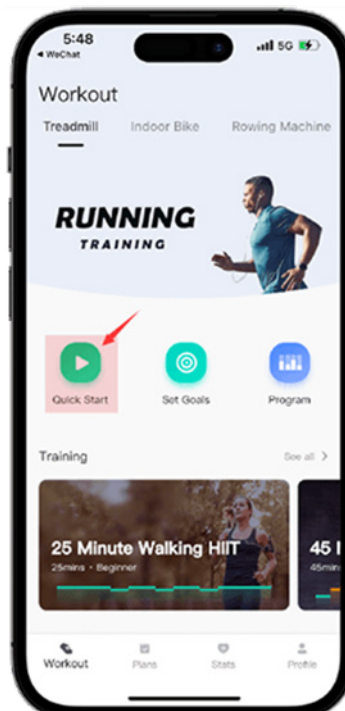 5:48
5G
WeChat
Workout
Treadmill Indoor Bike Rowing Machine
RUNNING
TRAINING
Quick Start Set Goals Program
Training See all >
25 Minute Walking HIIT
25mins • Beginner
45
45mins
Workout Plans Stats Profile